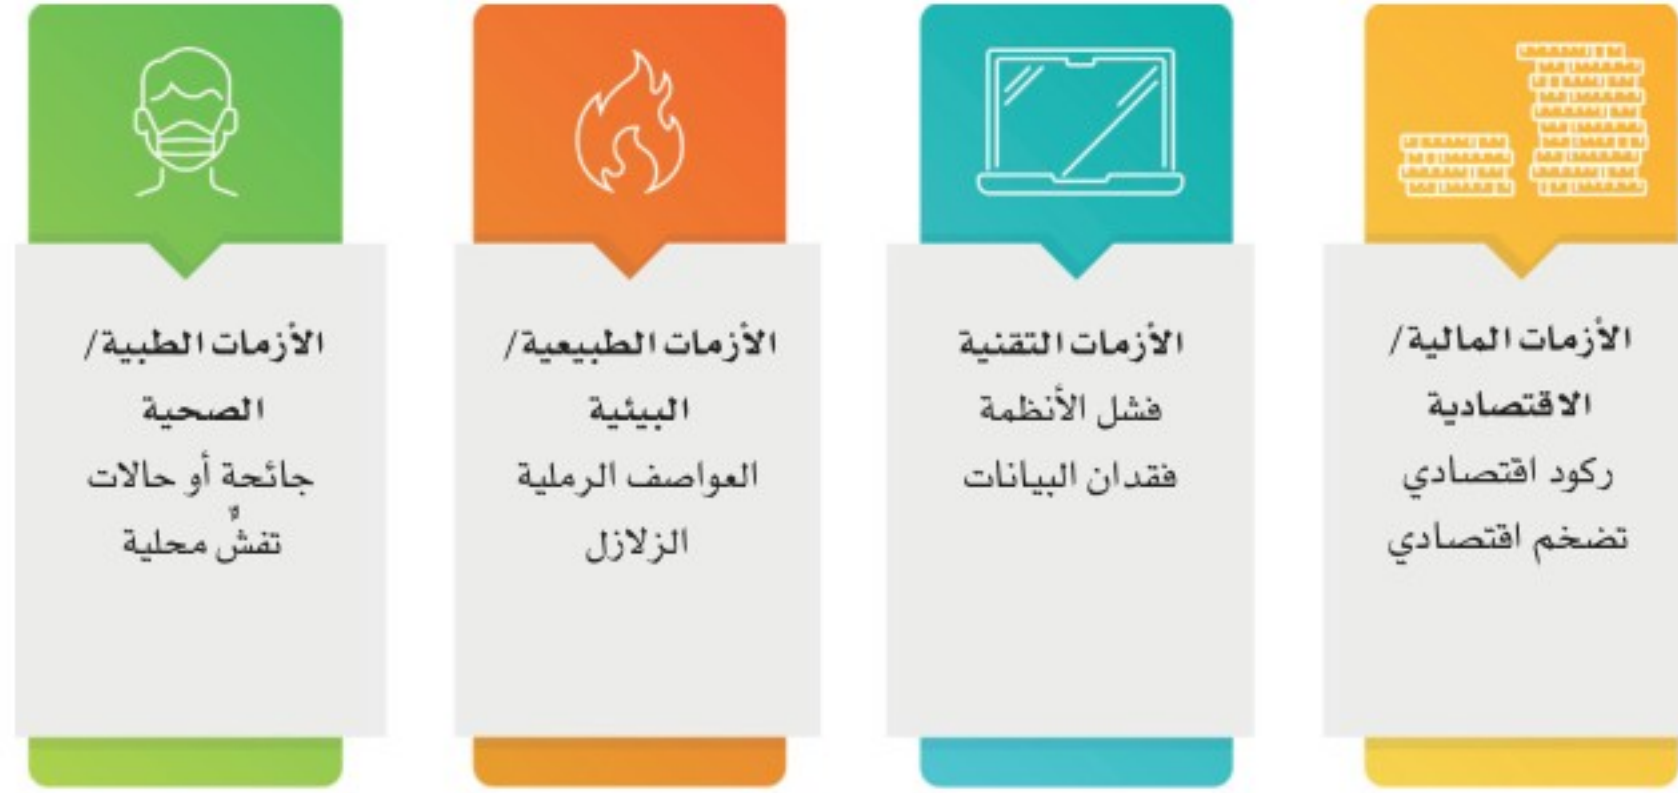 الأزمات المالية/
الاقتصادية
ركود اقتصادي
تضخم اقتصادي
الأزمات التقنية
فشل الأنظمة
فقدان البيانات
الأزمات الطبيعية/
البيئية
العواصف الرملية
الزلازل
الأزمات الطبية/
الصحية
جائحة أو حالات
تفشٌّ محلية